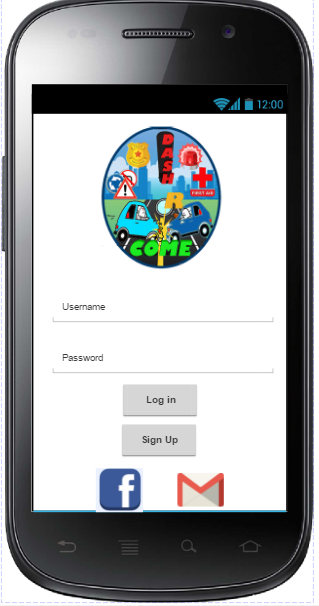 12:00
DASH
FIRST AID
R
COME
Username
Password
Log in
Sign Up
f